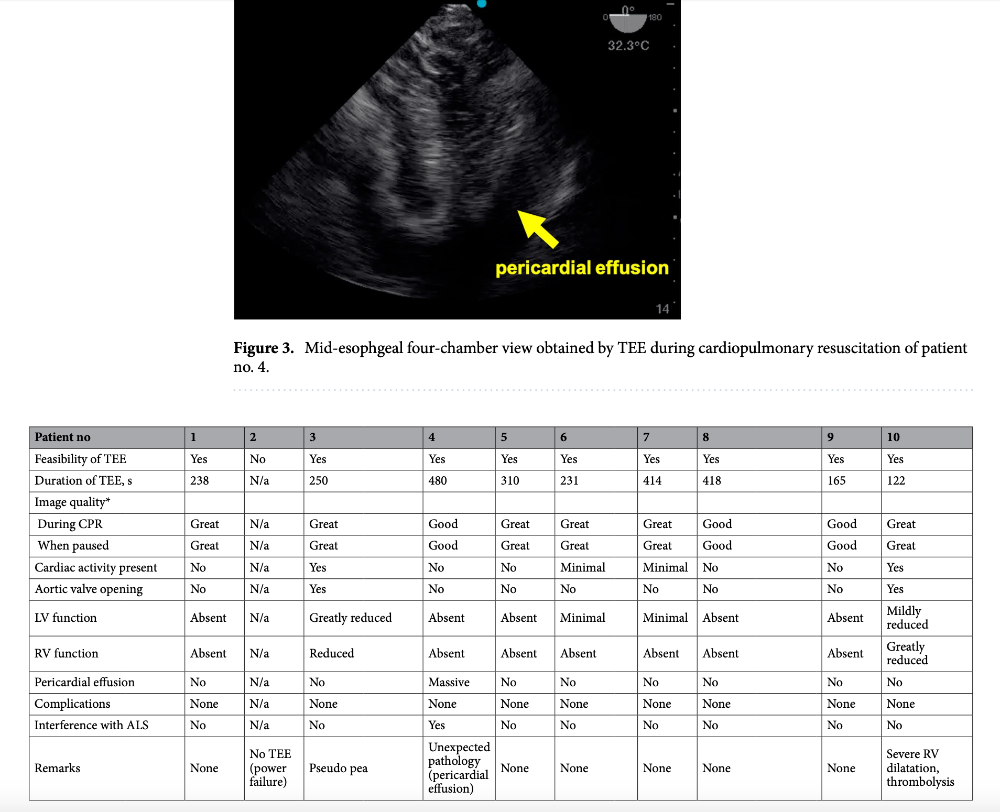 0°
0 180
32.3°C
pericardial effusion
14
Figure 3. Mid-esophgeal four-chamber view obtained by TEE during cardiopulmonary resuscitation of patient
no. 4.
Patient no 1 2 3 4 5 6 7 8 9 10
Feasibility of TEE Yes No Yes Yes Yes Yes Yes Yes Yes Yes
Duration of TEE, s 238 N/a 250 480 310 231 414 418 165 122
Image quality*
During CPR Great N/a Great Good Great Great Great Good Good Great
When paused Great N/a Great Good Great Great Great Good Good Great
Cardiac activity present No N/a Yes No No Minimal Minimal No No Yes
Aortic valve opening No N/a Yes No No No No No No Yes
LV function Absent N/a Greatly reduced Absent Absent Minimal Minimal Absent Absent Mildly reduced
RV function Absent N/a Reduced Absent Absent Absent Absent Absent Absent Greatly reduced
Pericardial effusion No N/a No Massive No No No No No No
Complications None N/a None None None None None None None None
Interference with ALS No N/a No Yes No No No No No No
Remarks None No TEE (power failure) Pseudo pea Unexpected pathology (pericardial effusion) None None None None None Severe RV dilatation, thrombolysis